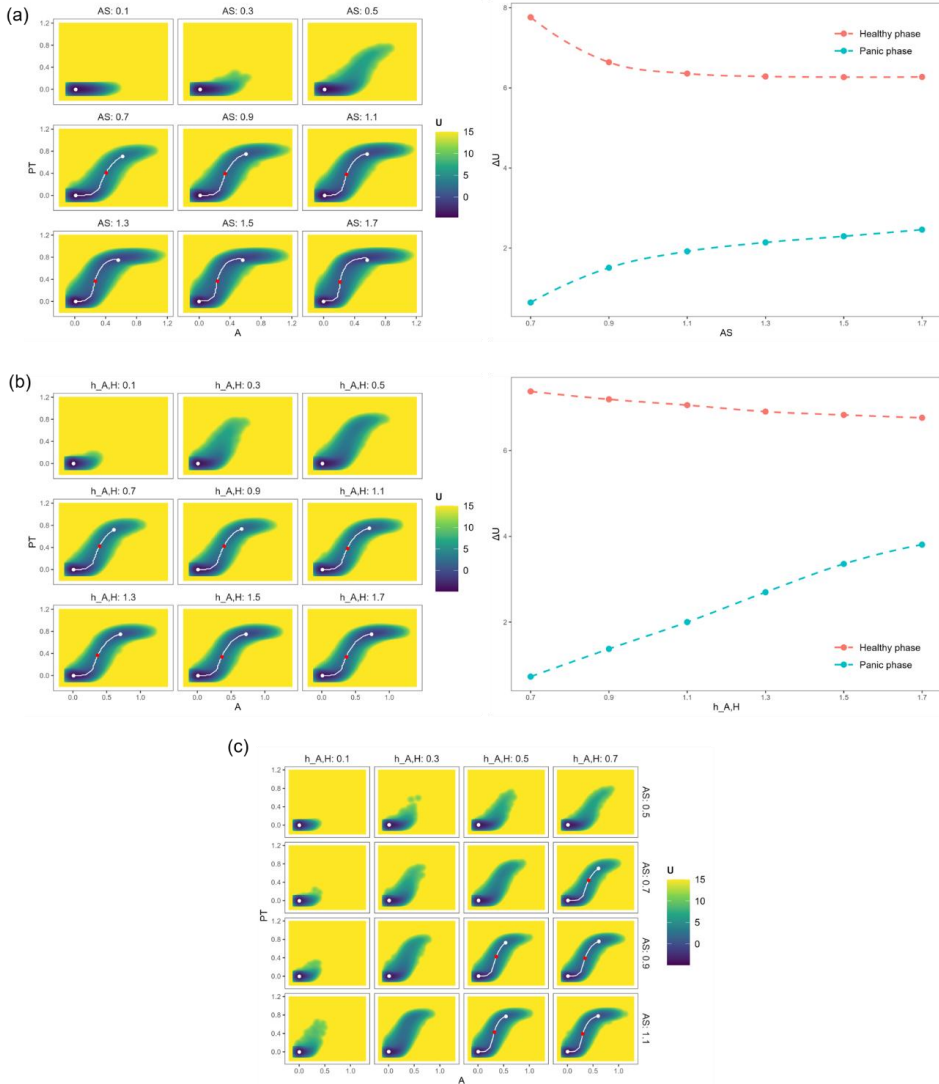 (a)
AS: 0.1 AS: 0.3 AS: 0.5
1.2
0.8
0.4
0.0
AS: 0.7 AS: 0.9 AS: 1.1
1.2
0.8
0.4
0.0
PT
AS: 1.3 AS: 1.5 AS: 1.7
1.2
0.8
0.4
0.0
0.0 0.4 0.8 1.2 0.0 0.4 0.8 1.2 0.0 0.4 0.8 1.2
A
U
15
10
5
0
8
6
4
2
ΔU
Healthy phase
Panic phase
0.7 0.9 1.1 1.3 1.5 1.7
AS
(b)
h_A,H: 0.1 h_A,H: 0.3 h_A,H: 0.5
1.2
0.8
0.4
0.0
h_A,H: 0.7 h_A,H: 0.9 h_A,H: 1.1
1.2
0.8
0.4
0.0
PT
h_A,H: 1.3 h_A,H: 1.5 h_A,H: 1.7
1.2
0.8
0.4
0.0
0.0 0.5 1.0 0.0 0.5 1.0 0.0 0.5 1.0
A
U
15
10
5
0
6
4
2
ΔU
Healthy phase
Panic phase
0.7 0.9 1.1 1.3 1.5 1.7
h_A,H
(c)
h_A,H: 0.1 h_A,H: 0.3 h_A,H: 0.5 h_A,H: 0.7
1.2
0.8
0.4
0.0
AS: 0.5
1.2
0.8
0.4
0.0
AS: 0.7
PT
1.2
0.8
0.4
0.0
AS: 0.9
1.2
0.8
0.4
0.0
AS: 1.1
0.0 0.5 1.0 0.0 0.5 1.0 0.0 0.5 1.0 0.0 0.5 1.0
A
U
15
10
5
0